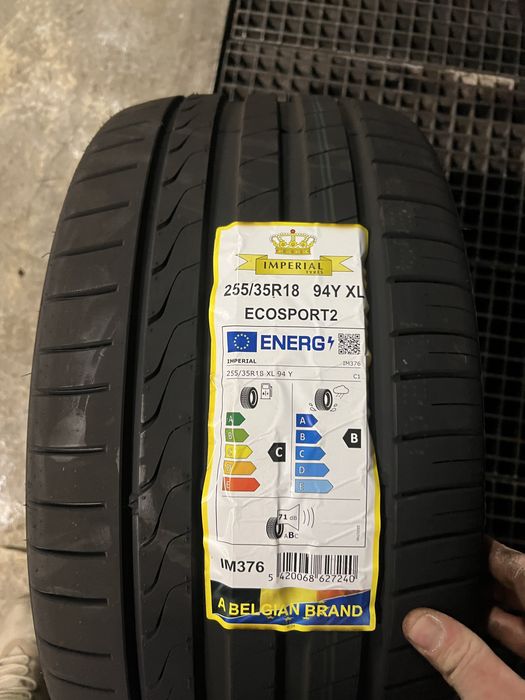 IMPERIAL
TYRES
255/35R18 94Y XL
ECOSPORT2
ENERG
IMPERIAL IM376
255/35R18 XL 94 Y C1
A
B
C
D
E
C
A
B
C
D
E
B
71 dB
ABC
IM376
5 420068 627240
A BELGIAN BRAND